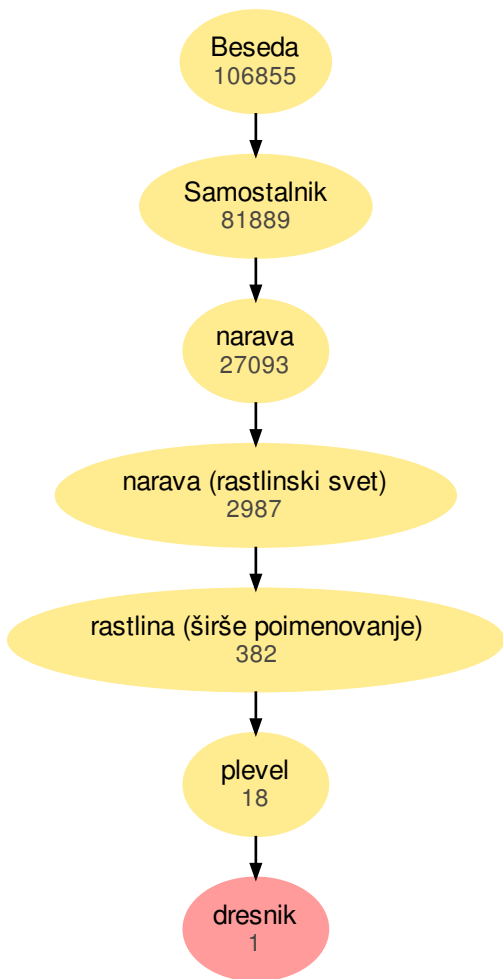 Beseda
106855
Samostalnik
81889
narava
27093
narava (rastlinski svet)
2987
rastlina (širše poimenovanje)
382
plevel
18
dresnik
1